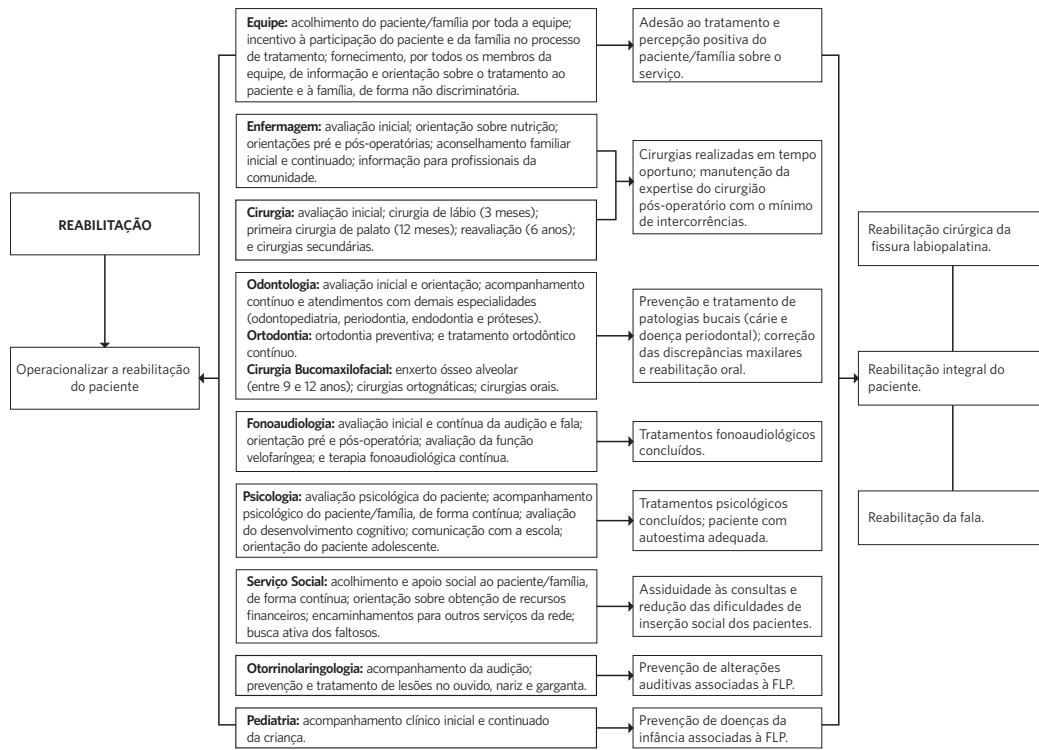 REABILITAÇÃO
Operacionalizar a reabilitação
do paciente
Equipe: acolhimento do paciente/família por toda a equipe;
incentivo à participação do paciente e da família no processo
de tratamento; fornecimento, por todos os membros da
equipe, de informação e orientação sobre o tratamento ao
paciente e à família, de forma não discriminatória.
Adesão ao tratamento e
percepção positiva do
paciente/família sobre o
serviço.
Enfermagem: avaliação inicial; orientação sobre nutrição;
orientações pré e pós-operatórias; aconselhamento familiar
inicial e continuado; informação para profissionais da
comunidade.
Cirurgia: avaliação inicial; cirurgia de lábio (3 meses);
primeira cirurgia de palato (12 meses); reavaliação (6 anos);
e cirurgias secundárias.
Cirurgias realizadas em tempo
oportuno; manutenção da
expertise do cirurgião
pós-operatório com o mínimo
de intercorrências.
Odontologia: avaliação inicial e orientação; acompanhamento
contínuo e atendimentos com demais especialidades
(odontopediatria, periodontia, endodontia e próteses).
Ortodontia: ortodontia preventiva; e tratamento ortodôntico
contínuo.
Cirurgia Bucomaxilofacial: enxerto ósseo alveolar
(entre 9 e 12 anos); cirurgias ortognáticas; cirurgias orais.
Prevenção e tratamento de
patologias bucais (cárie e
doença periodontal); correção
das discrepâncias maxilares
e reabilitação oral.
Fonoaudiologia: avaliação inicial e contínua da audição e fala;
orientação pré e pós-operatória; avaliação da função
velofaríngea; e terapia fonoaudiológica contínua.
Tratamentos fonoaudiológicos
concluídos.
Psicologia: avaliação psicológica do paciente; acompanhamento
psicológico do paciente/família, de forma contínua; avaliação
do desenvolvimento cognitivo; comunicação com a escola;
orientação do paciente adolescente.
Tratamentos psicológicos
concluídos; paciente com
autoestima adequada.
Serviço Social: acolhimento e apoio social ao paciente/família,
de forma contínua; orientação sobre obtenção de recursos
financeiros; encaminhamentos para outros serviços da rede;
busca ativa dos faltosos.
Assiduidade às consultas e
redução das dificuldades de
inserção social dos pacientes.
Otorrinolaringologia: acompanhamento da audição;
prevenção e tratamento de lesões no ouvido, nariz e garganta.
Prevenção de alterações
auditivas associadas à FLP.
Pediatria: acompanhamento clínico inicial e continuado
da criança.
Prevenção de doenças da
infância associadas à FLP.
Reabilitação cirúrgica da
fissura labiopalatina.
Reabilitação integral do
paciente.
Reabilitação da fala.